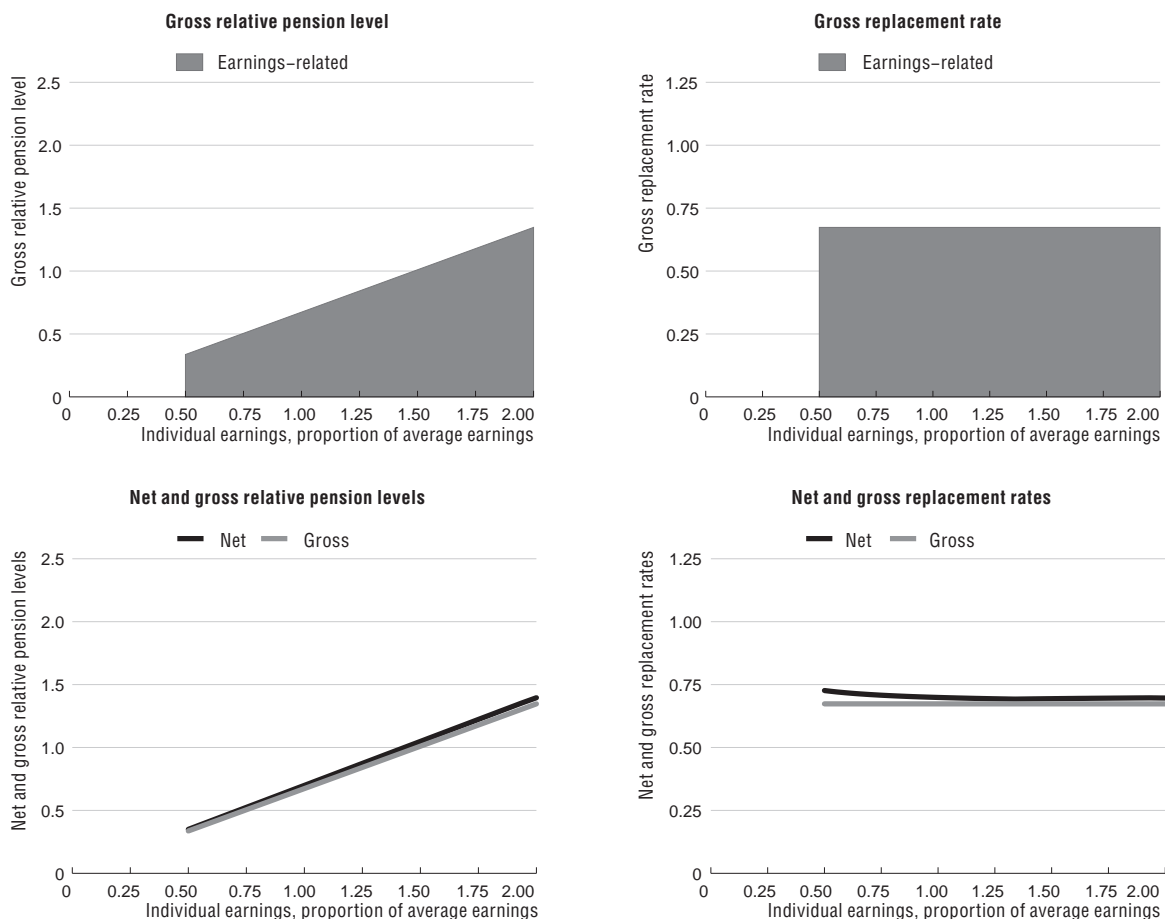 Gross relative pension level
Earnings–related
Gross relative pension level
2.5
2.0
1.5
1.0
0.5
0
0 0.25 0.50 0.75 1.00 1.25 1.50 1.75 2.00
Individual earnings, proportion of average earnings
Gross replacement rate
Earnings–related
Gross replacement rate
1.25
1.00
0.75
0.50
0.25
0
0 0.25 0.50 0.75 1.00 1.25 1.50 1.75 2.00
Individual earnings, proportion of average earnings
Net and gross relative pension levels
Net Gross
Net and gross relative pension levels
2.5
2.0
1.5
1.0
0.5
0
0 0.25 0.50 0.75 1.00 1.25 1.50 1.75 2.00
Individual earnings, proportion of average earnings
Net and gross replacement rates
Net Gross
Net and gross replacement rates
1.25
1.00
0.75
0.50
0.25
0
0 0.25 0.50 0.75 1.00 1.25 1.50 1.75 2.00
Individual earnings, proportion of average earnings